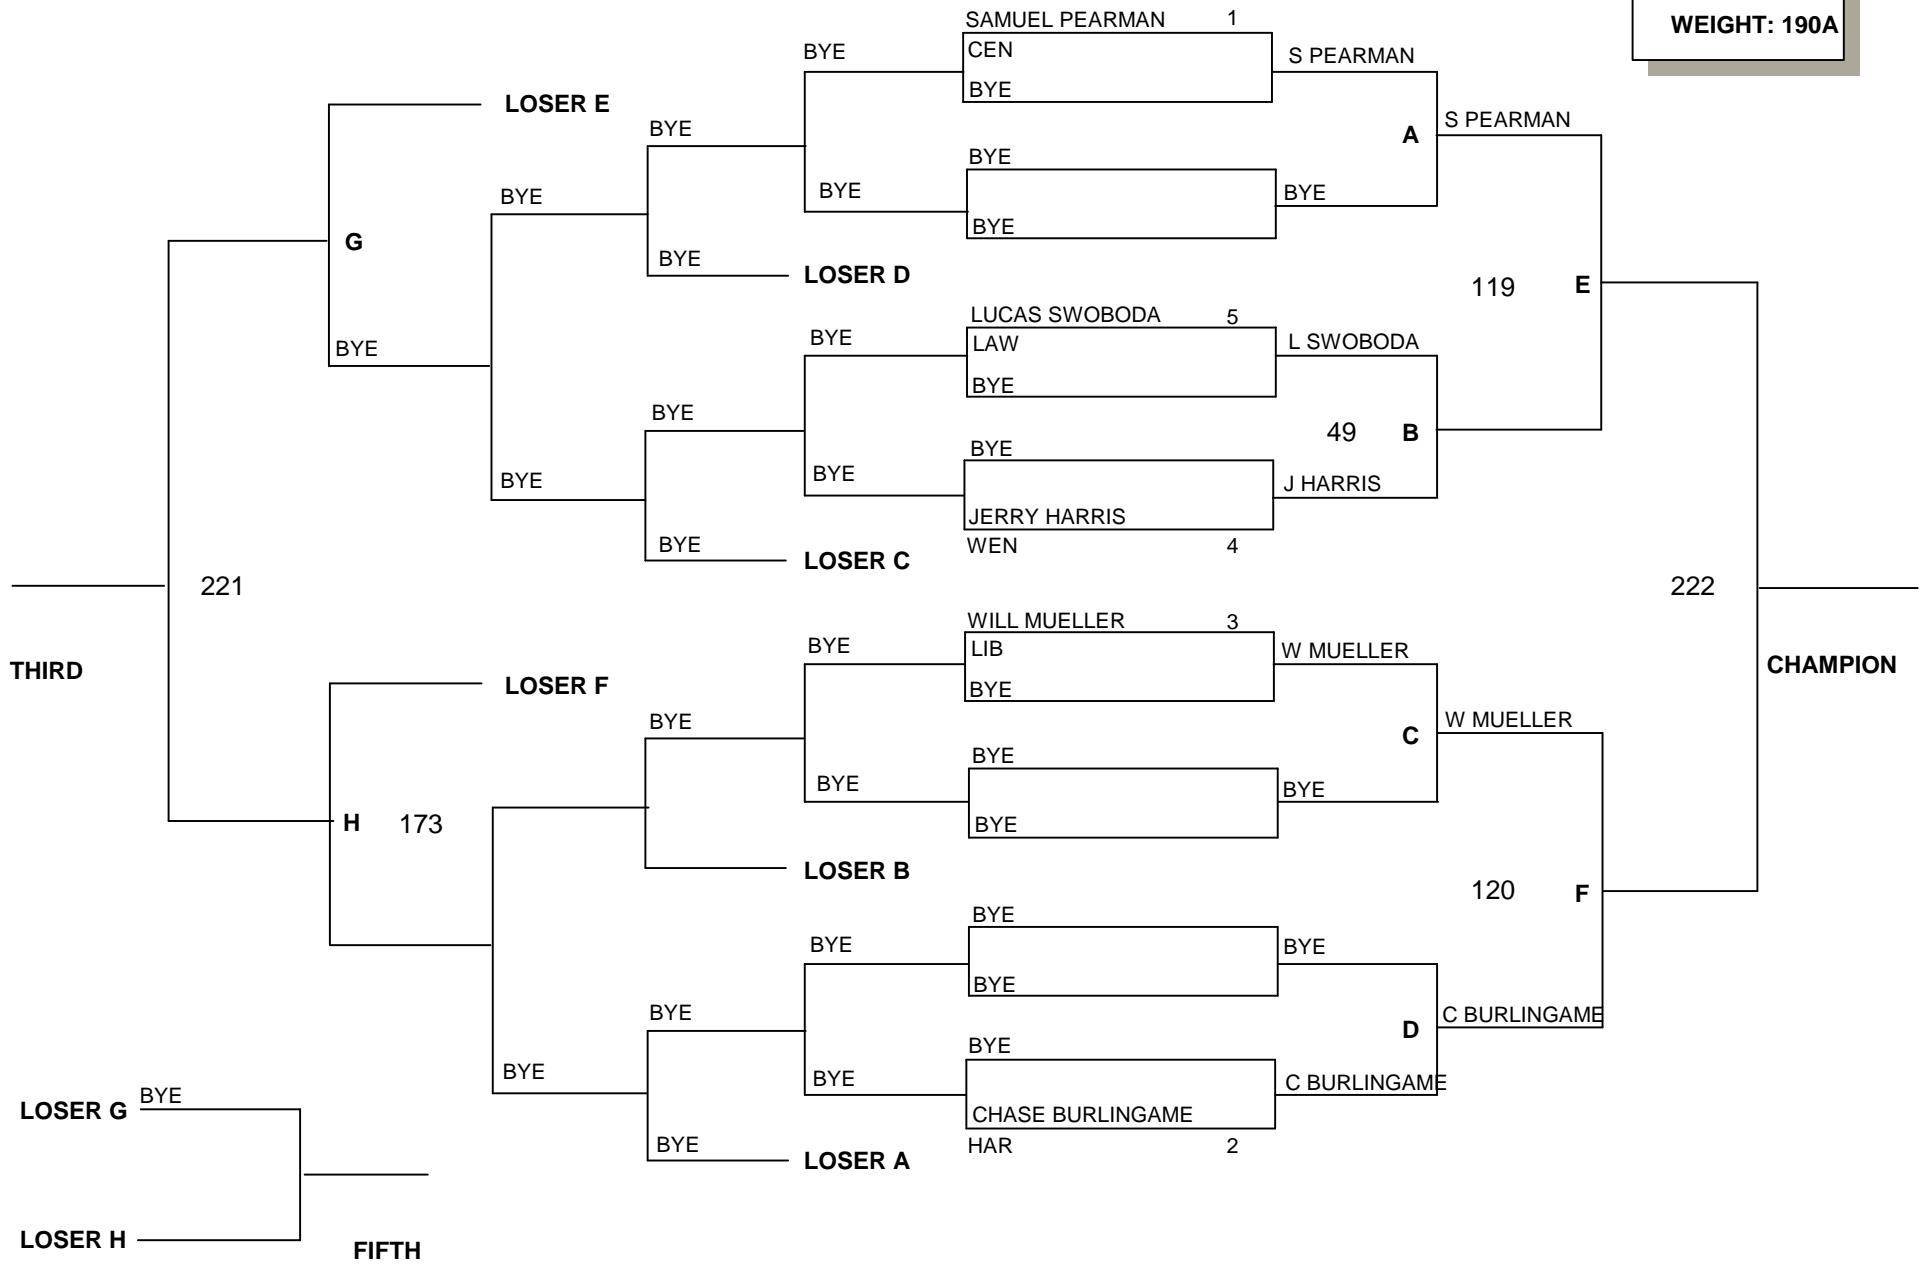 WEIGHT: 190A
SAMUEL PEARMAN 1
BYE CEN S PEARMAN
BYE
LOSER E
BYE A S PEARMAN
BYE
BYE BYE BYE
BYE
G
BYE LOSER D
119 E
LUCAS SWOBODA 5
BYE LAW L SWOBODA
BYE
BYE
BYE
49 B
BYE
BYE BYE J HARRIS
JERRY HARRIS
BYE WEN 4
LOSER C
221 222
WILL MUELLER 3
BYE LIB W MUELLER
THIRD CHAMPION
LOSER F BYE
BYE C W MUELLER
BYE
BYE BYE
H 173 BYE
LOSER B
120 F
BYE
BYE BYE
BYE
BYE D C BURLINGAME
BYE
BYE BYE C BURLINGAME
LOSER G BYE
CHASE BURLINGAME
BYE HAR 2
LOSER A
LOSER H
FIFTH